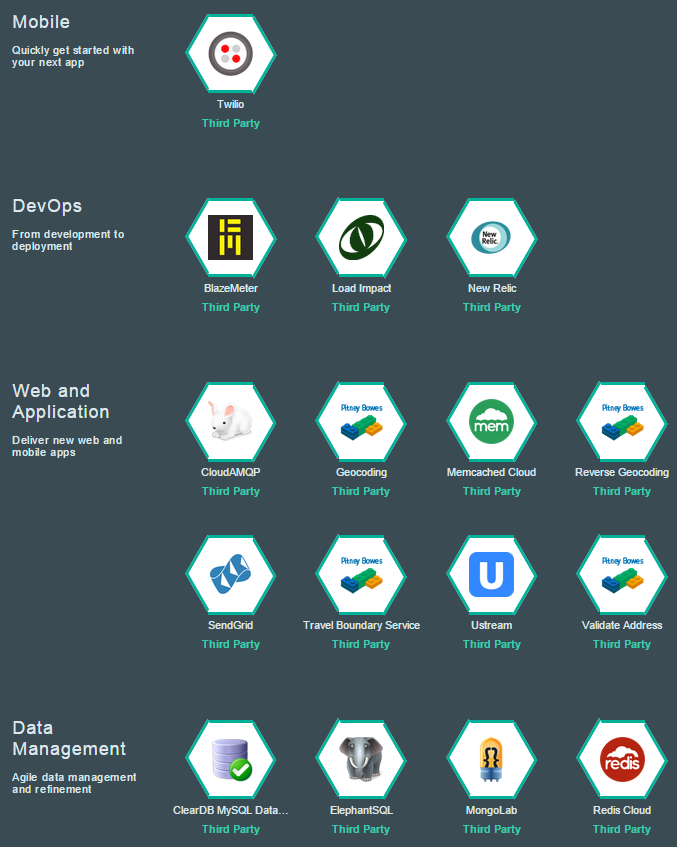 Mobile
Quickly get started with
your next app
Twilio
Third Party
DevOps
From development to
deployment
New
Relic.
BlazeMeter
Load Impact
New Relic
Third Party
Third Party
Third Party
Web and
Application
Deliver new web and
mobile apps
Pitney Bowes
mem
Pitney Bowes
CloudAMQP
Geocoding
Memcached Cloud
Reverse Geocoding
Third Party
Third Party
Third Party
Third Party
Pitney Bowes
U
Pitney Bowes
SendGrid
Travel Boundary Service
Ustream
Validate Address
Third Party
Third Party
Third Party
Third Party
Data
Management
Agile data management
and refinement
redis
ClearDB MySQL Data...
ElephantSQL
MongoLab
Redis Cloud
Third Party
Third Party
Third Party
Third Party